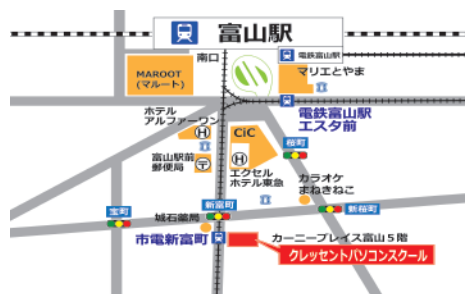 富山駅
南口
電鉄富山駅
MAROOT
(マルート)
マリエとやま
ホテル
アルファーワン
電鉄富山駅
エスタ前
CiC
桜町
富山駅前
郵便局
エクセル
ホテル東急
カラオケ
まねきねこ
宝町
城石薬局
新富町
新桜町
市電新富町
カーニープレイス富山5階
クレッセントパソコンスクール